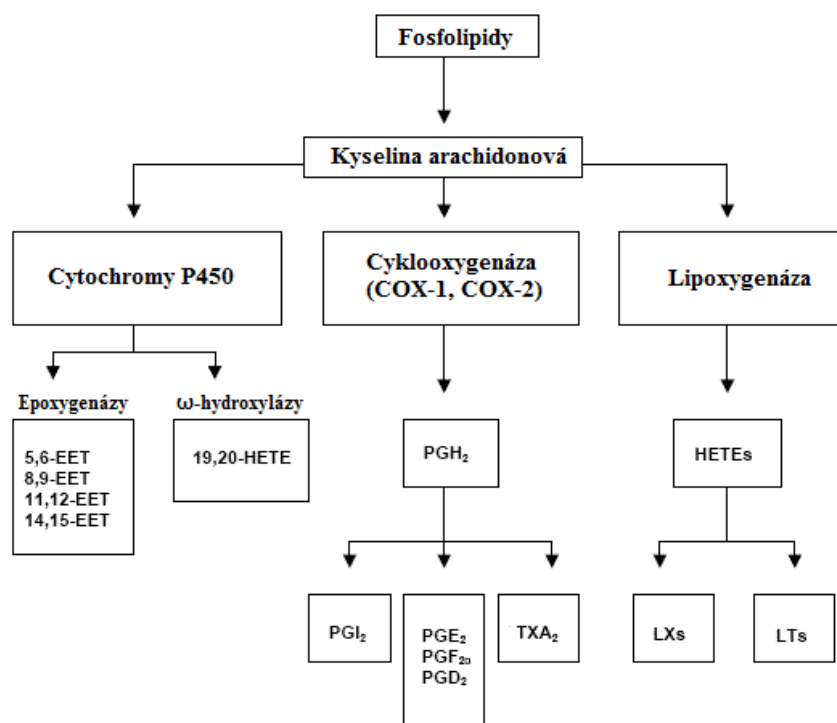 Fosfolipidy
Kyselina arachidonová
Cytochromy P450
Cyklooxygenáza
(COX-1, COX-2)
Lipoxygenáza
Epoxygenázy
5,6-EET
8,9-EET
11,12-EET
14,15-EET
ω-hydroxylázy
19,20-HETE
PGH₂
HETEs
PGI₂
PGE₂
PGF₂α
PGD₂
TXA₂
LXs
LTs